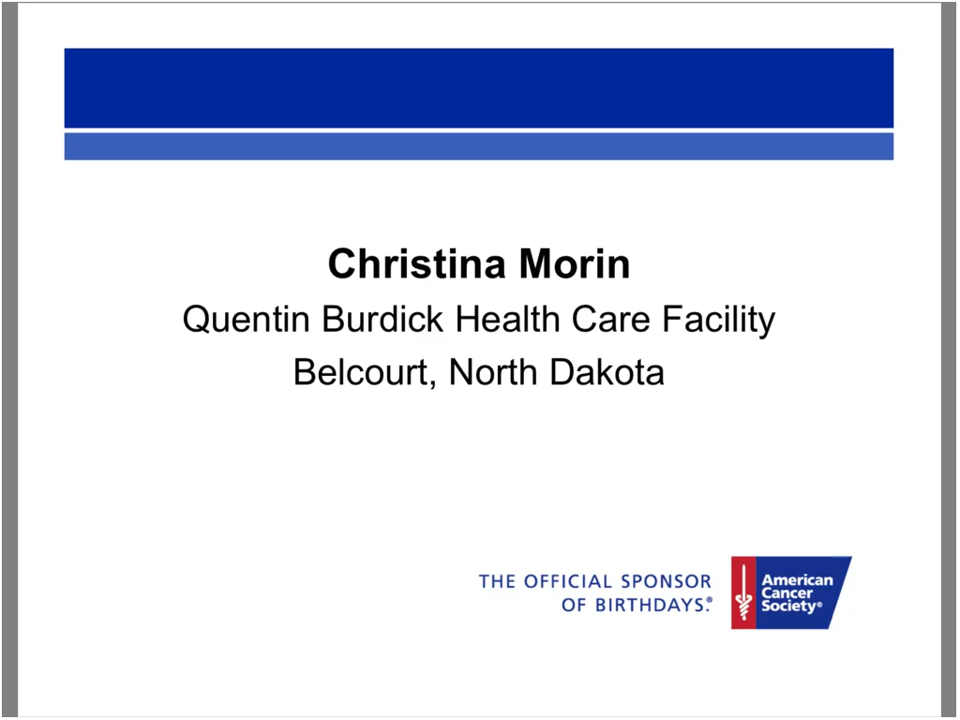 Christina Morin
Quentin Burdick Health Care Facility
Belcourt, North Dakota
THE OFFICIAL SPONSOR
OF BIRTHDAYS.®
American
Cancer
Society®